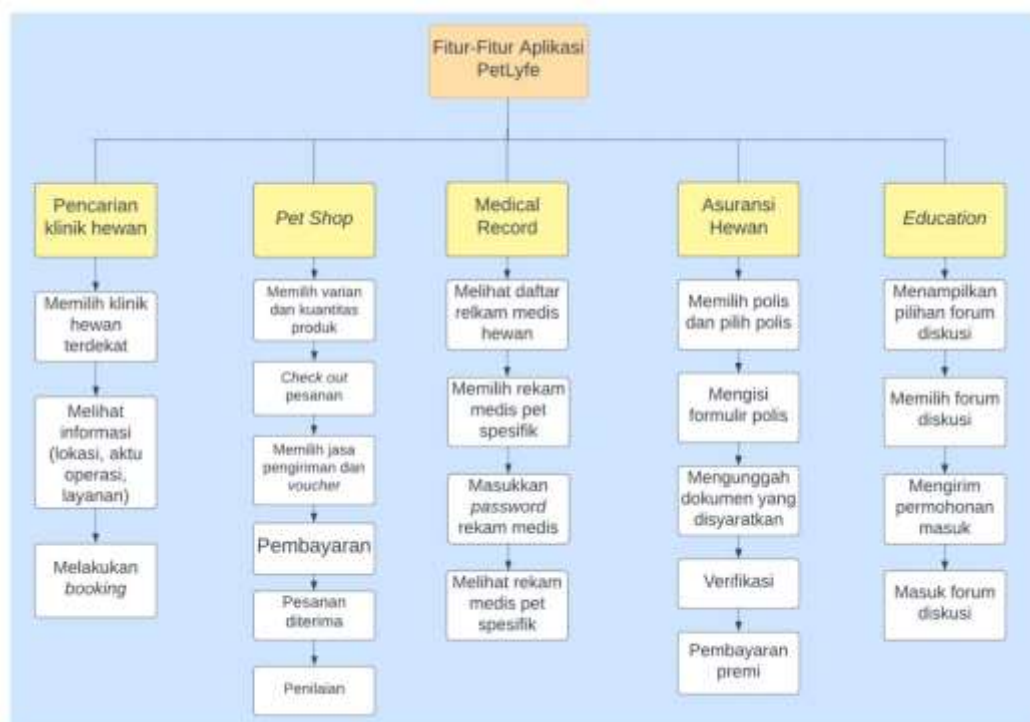 Fitur-Fitur Aplikasi
PetLyfe
Pencarian
klinik hewan
Memilih klinik
hewan
terdekat
Melihat
informasi
(lokasi, aktu
operasi,
layanan)
Melakukan
booking
Pet Shop
Memilih varian
dan kuantitas
produk
Check out
pesanan
Memilih jasa
pengiriman dan
voucher
Pembayaran
Pesanan
diterima
Penilaian
Medical
Record
Melihat daftar
relkam medis
hewan
Memilih rekam
medis pet
spesifik
Masukkan
password
rekam medis
Melihat rekam
medis pet
spesifik
Asuransi
Hewan
Memilih polis
dan pilih polis
Mengisi
formulir polis
Mengunggah
dokumen yang
disyaratkan
Verifikasi
Pembayaran
premi
Education
Menampilkan
pilihan forum
diskusi
Memilih forum
diskusi
Mengirim
permohonan
masuk
Masuk forum
diskusi